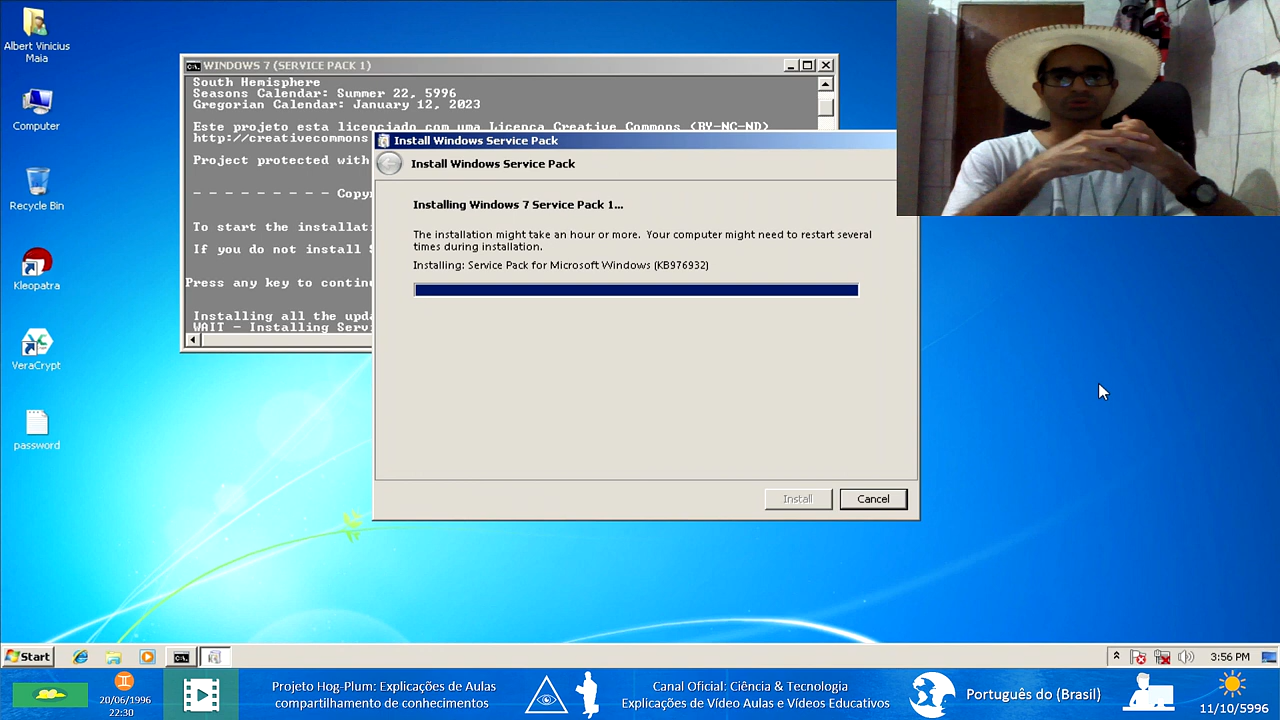 Albert Vinicius
Maia
Computer
Recycle Bin
Kleopatra
VeraCrypt
password
WINDOWS 7 (SERVICE PACK 1)
South Hemisphere
Seasons Calendar: Summer 22, 5996
Gregorian Calendar: January 12, 2023
Este projeto esta licenciado com uma Licenca Creative Commons (BY-NC-ND)
http://creativecommons
Project protected with
- - - - - - - - - Copy
To start the installati
If you do not install
Press any key to contin
Installing all the upd
WAIT - Installing Serv
Install Windows Service Pack
Install Windows Service Pack
Installing Windows 7 Service Pack 1...
The installation might take an hour or more. Your computer might need to restart several
times during installation.
Installing: Service Pack for Microsoft Windows (KB976932)
Install
Cancel
Start
3:56 PM
20/06/1996
22:30
Projeto Hog-Plum: Explicações de Aulas
compartilhamento de conhecimentos
Canal Oficial: Ciência & Tecnologia
Explicações de Vídeo Aulas e Vídeos Educativos
Português do (Brasil)
11/10/5996